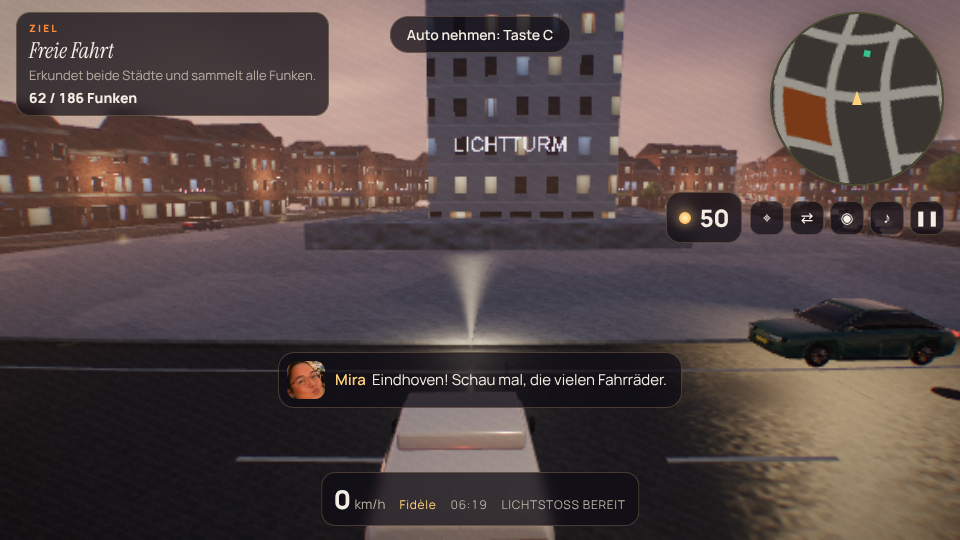 ZIEL
Freie Fahrt
Erkundet beide Städte und sammelt alle Funken.
62 / 186 Funken
Auto nehmen: Taste C
LICHTTURM
50
Mira Eindhoven! Schau mal, die vielen Fahrräder.
0 km/h Fidèle 06:19 LICHTSTOSS BEREIT